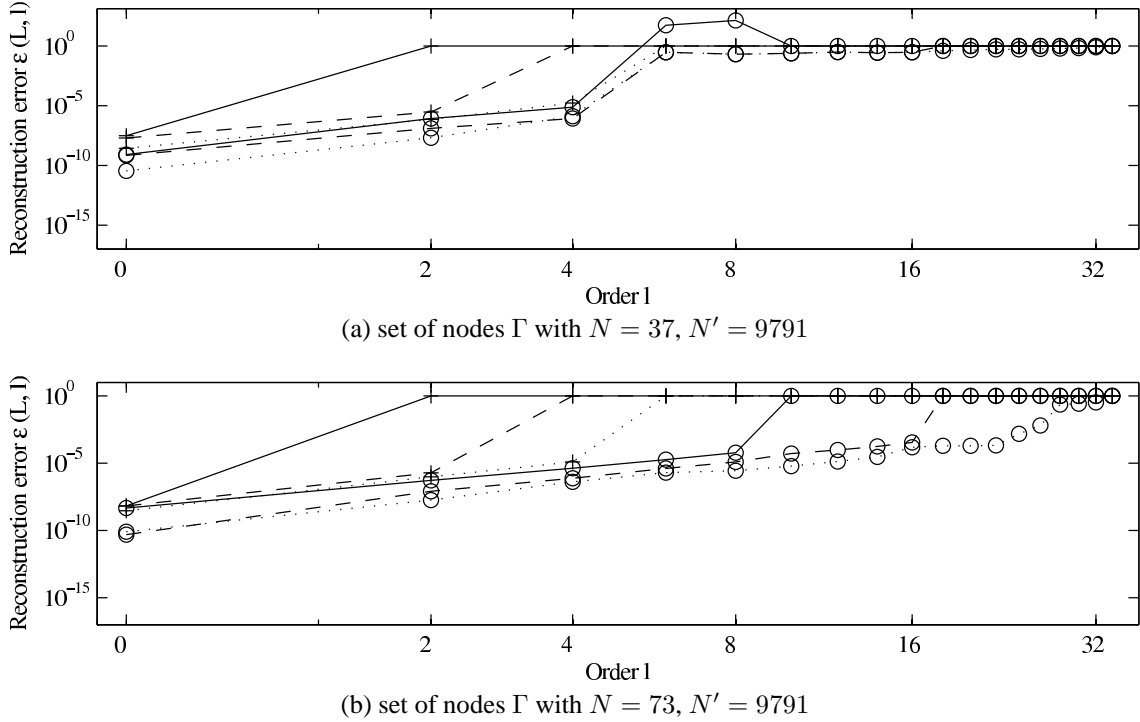 Reconstruction error ε (L, l)
10^0
10^−5
10^−10
10^−15
0 2 4 8 16 32
Order l
(a) set of nodes Γ with N = 37, N′ = 9791
Reconstruction error ε (L, l)
10^0
10^−5
10^−10
10^−15
0 2 4 8 16 32
Order l
(b) set of nodes Γ with N = 73, N′ = 9791